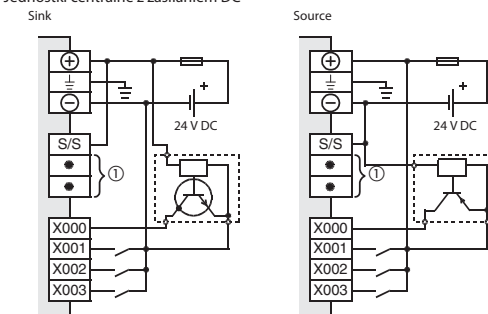 Jednostki centralne z zasilaniem DC
Sink
Source
+
24 V DC
S/S
①
X000
X001
X002
X003
+
24 V DC
S/S
①
X000
X001
X002
X003